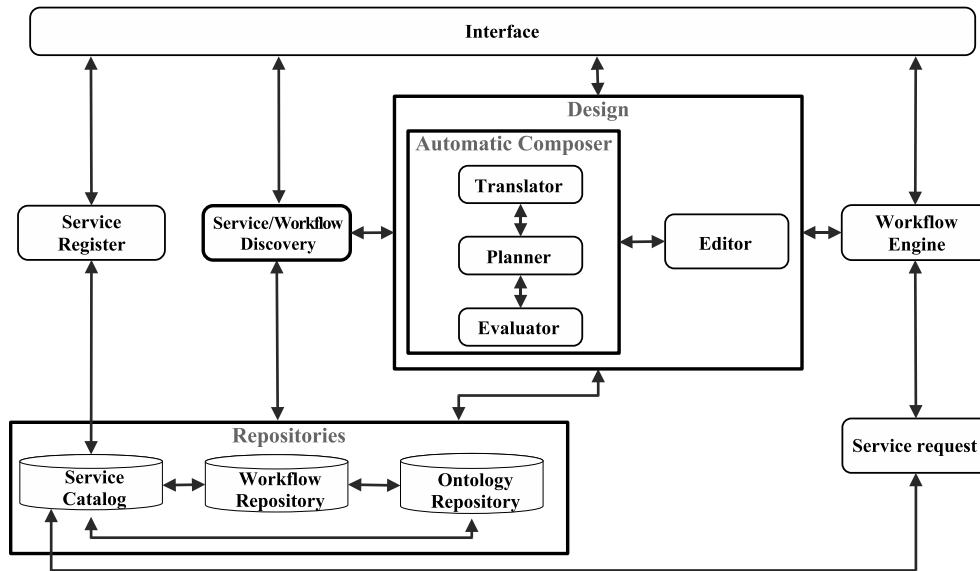 Interface
Design
Automatic Composer
Translator
Service
Register
Service/Workflow
Discovery
Planner
Editor
Workflow
Engine
Evaluator
Repositories
Service
Catalog
Workflow
Repository
Ontology
Repository
Service request